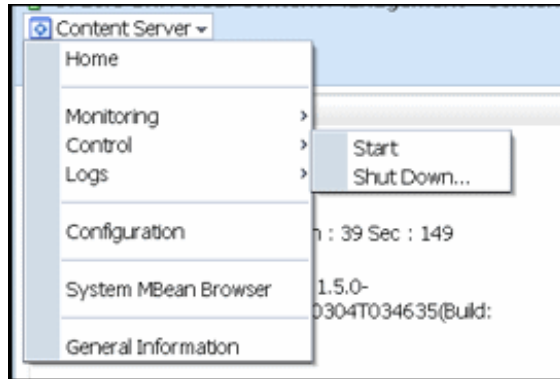 Content Server
Home
Monitoring
Control
Logs
Start
Shut Down...
Configuration
: 39 Sec : 149
System MBean Browser
1.5.0-
0304T034635(Build:
General Information